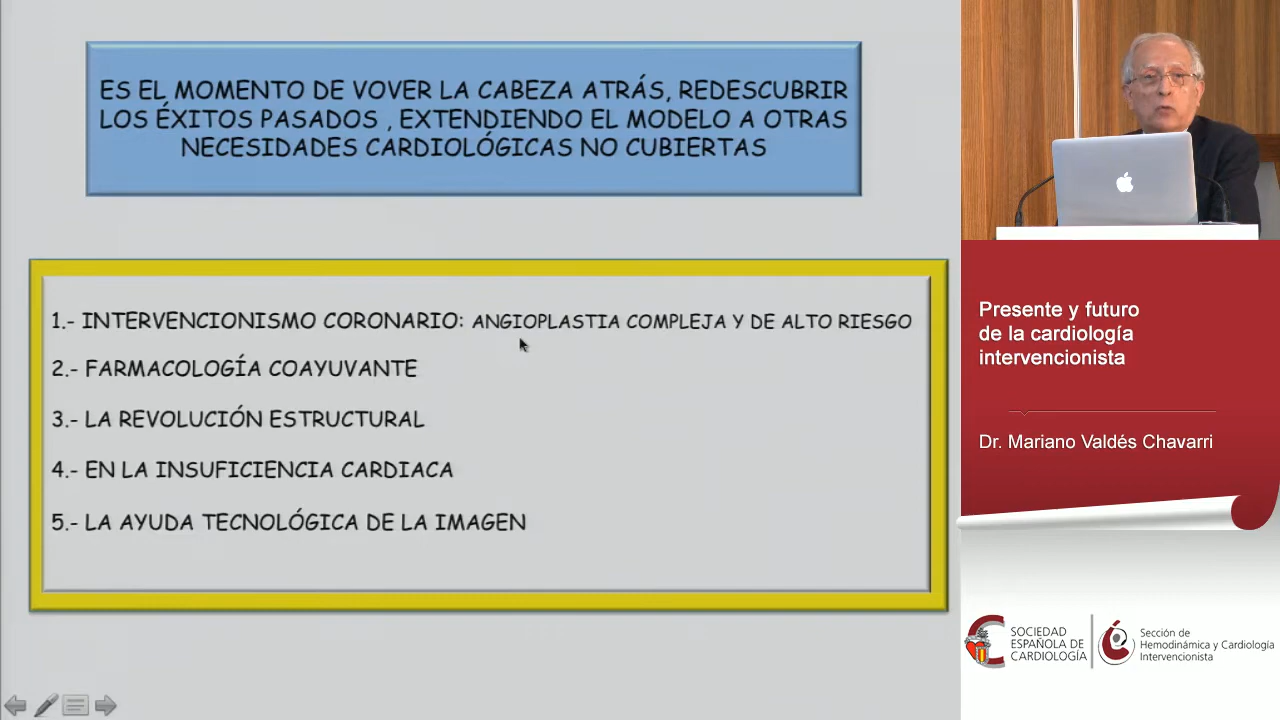 ES EL MOMENTO DE VOVER LA CABEZA ATRÁS, REDESCUBRIR
LOS ÉXITOS PASADOS , EXTENDIENDO EL MODELO A OTRAS
NECESIDADES CARDIOLÓGICAS NO CUBIERTAS
1.- INTERVENCIONISMO CORONARIO: ANGIOPLASTIA COMPLEJA Y DE ALTO RIESGO
2.- FARMACOLOGÍA COAYUVANTE
3.- LA REVOLUCIÓN ESTRUCTURAL
4.- EN LA INSUFICIENCIA CARDIACA
5.- LA AYUDA TECNOLÓGICA DE LA IMAGEN
Presente y futuro
de la cardiología
intervencionista
Dr. Mariano Valdés Chavarri
SOCIEDAD
ESPAÑOLA DE
CARDIOLOGÍA
Sección de
Hemodinámica y Cardiología
Intervencionista